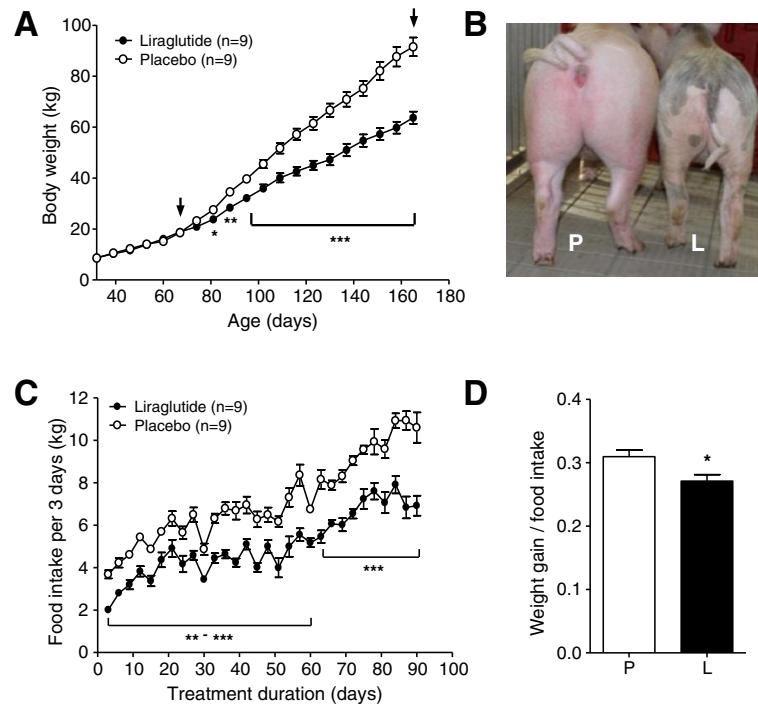 A
Liraglutide (n=9)
Placebo (n=9)
Body weight (kg)
100
80
60
40
20
0
*
**
***
40 60 80 100 120 140 160 180
Age (days)
B
P L
C
Liraglutide (n=9)
Placebo (n=9)
Food intake per 3 days (kg)
12
10
8
6
4
2
0
** - ***
***
0 10 20 30 40 50 60 70 80 90 100
Treatment duration (days)
D
Weight gain / food intake
0.4
0.3
0.2
0.1
0.0
*
P L